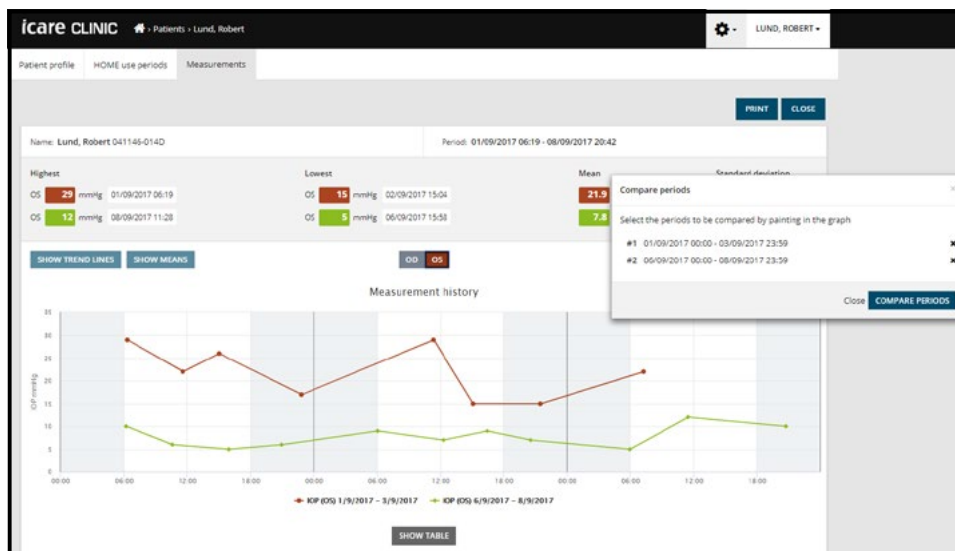 icare CLINIC › Patients › Lund, Robert LUND, ROBERT
Patient profile HOME use periods Measurements
PRINT CLOSE
Name: Lund, Robert 041146-014D Period: 01/09/2017 06:19 - 08/09/2017 20:42
Highest Lowest Mean Standard deviation
OS 29 mmHg 01/09/2017 06:19 OS 15 mmHg 02/09/2017 15:04 21.9
OS 12 mmHg 08/09/2017 11:28 OS 5 mmHg 06/09/2017 15:58 7.8
Compare periods
Select the periods to be compared by painting in the graph
#1 01/09/2017 00:00 - 03/09/2017 23:59
#2 06/09/2017 00:00 - 08/09/2017 23:59
Close COMPARE PERIODS
SHOW TREND LINES SHOW MEANS OD OS
Measurement history
IOP mmHg
35
30
25
20
15
10
5
0
00:00 06:00 12:00 18:00 00:00 06:00 12:00 18:00 00:00 06:00 12:00 18:00
IOP (OS) 1/9/2017 – 3/9/2017 IOP (OS) 6/9/2017 – 8/9/2017
SHOW TABLE